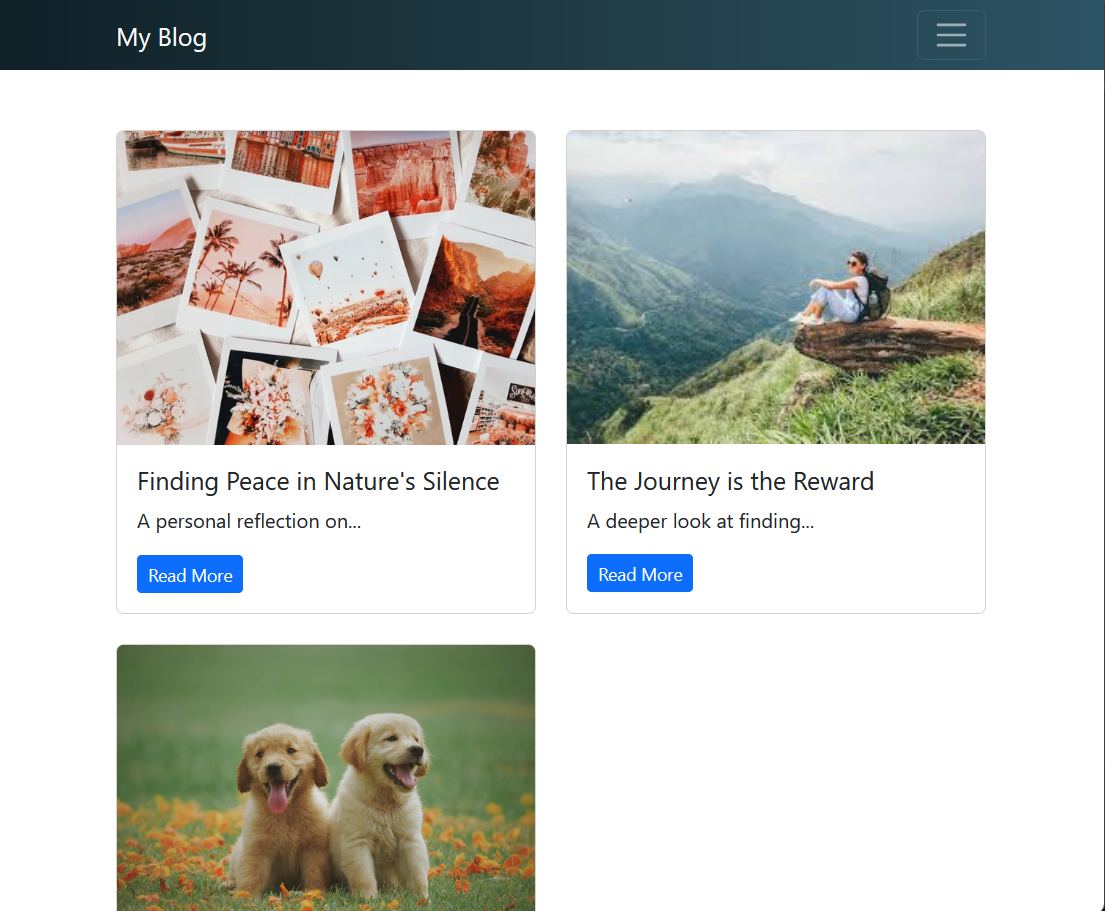 My Blog
Finding Peace in Nature's Silence
A personal reflection on...
Read More
The Journey is the Reward
A deeper look at finding...
Read More